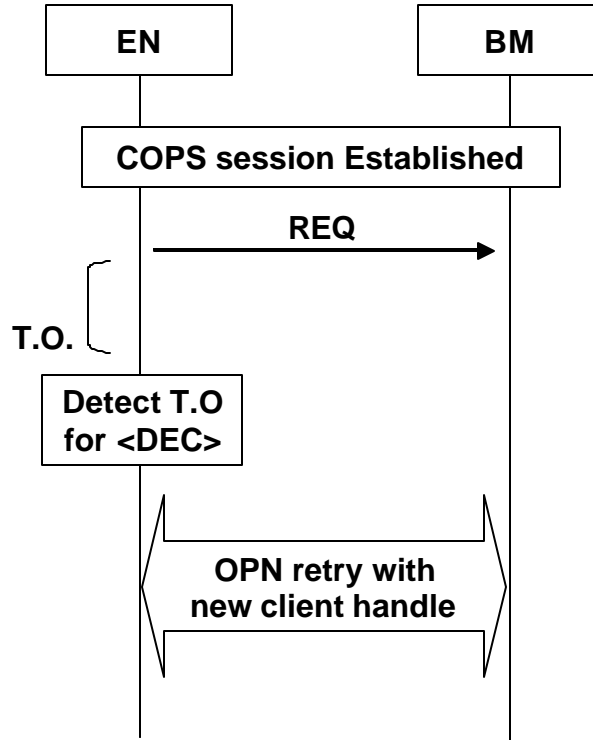 EN
BM
COPS session Established
REQ
T.O.
Detect T.O
for <DEC>
OPN retry with
new client handle